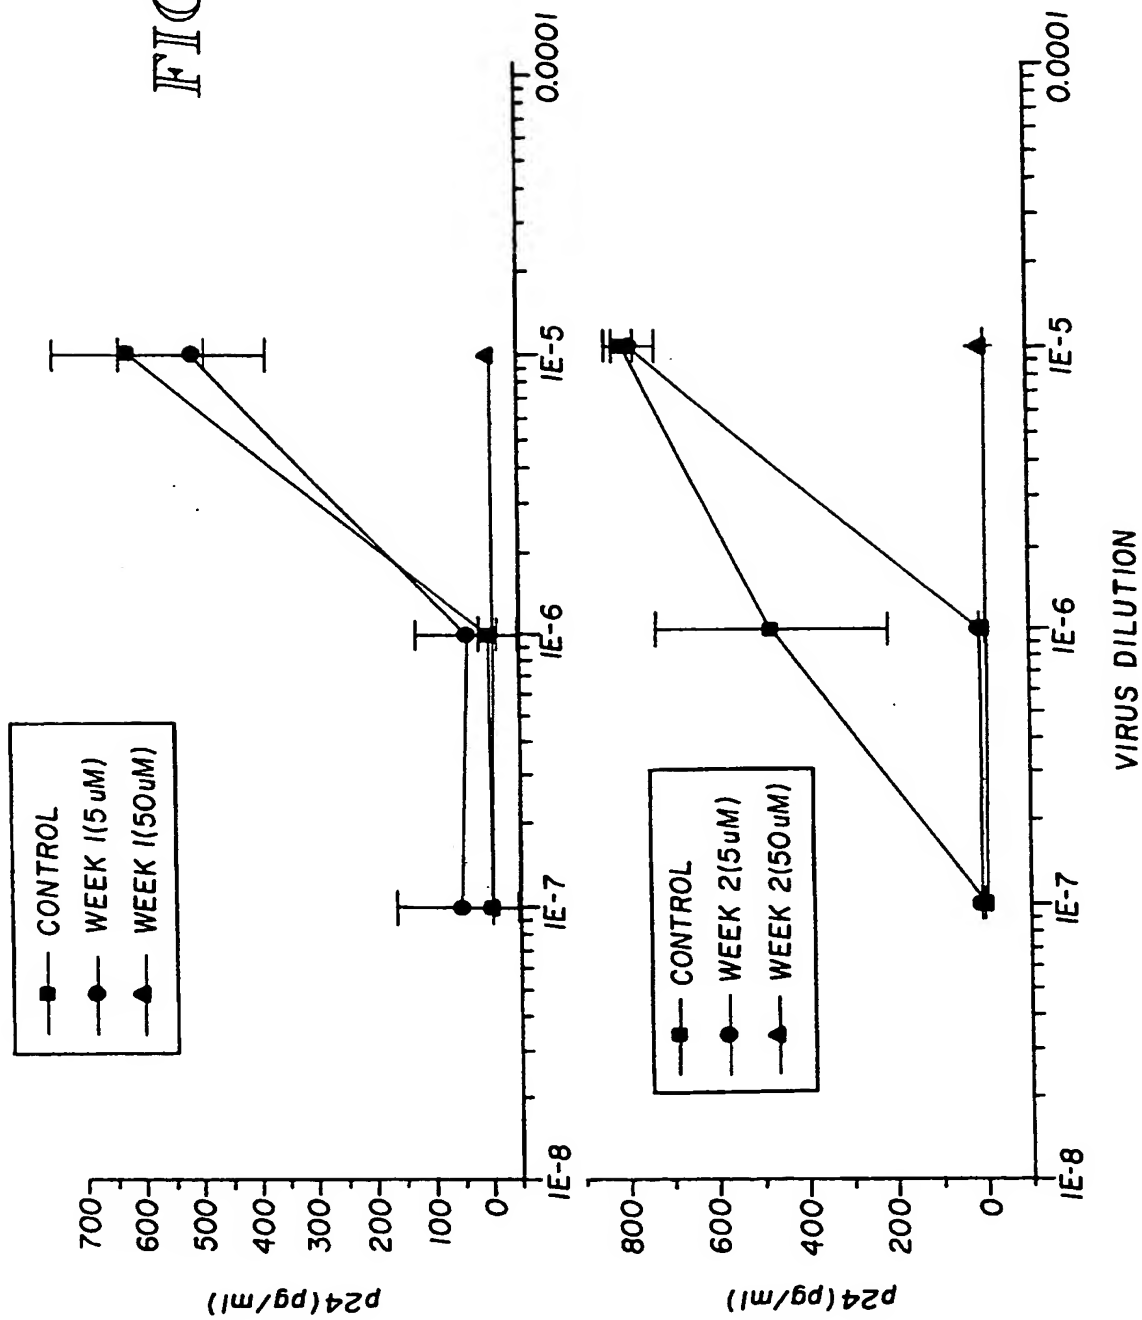 FIG
CONTROL
WEEK 1(5uM)
WEEK 1(50uM)
700
600
500
400
300
200
100
0
p24(pg/ml)
1E-8
1E-7
1E-6
1E-5
0.0001
CONTROL
WEEK 2(5uM)
WEEK 2(50uM)
800
600
400
200
0
p24(pg/ml)
1E-8
1E-7
1E-6
1E-5
0.0001
VIRUS DILUTION